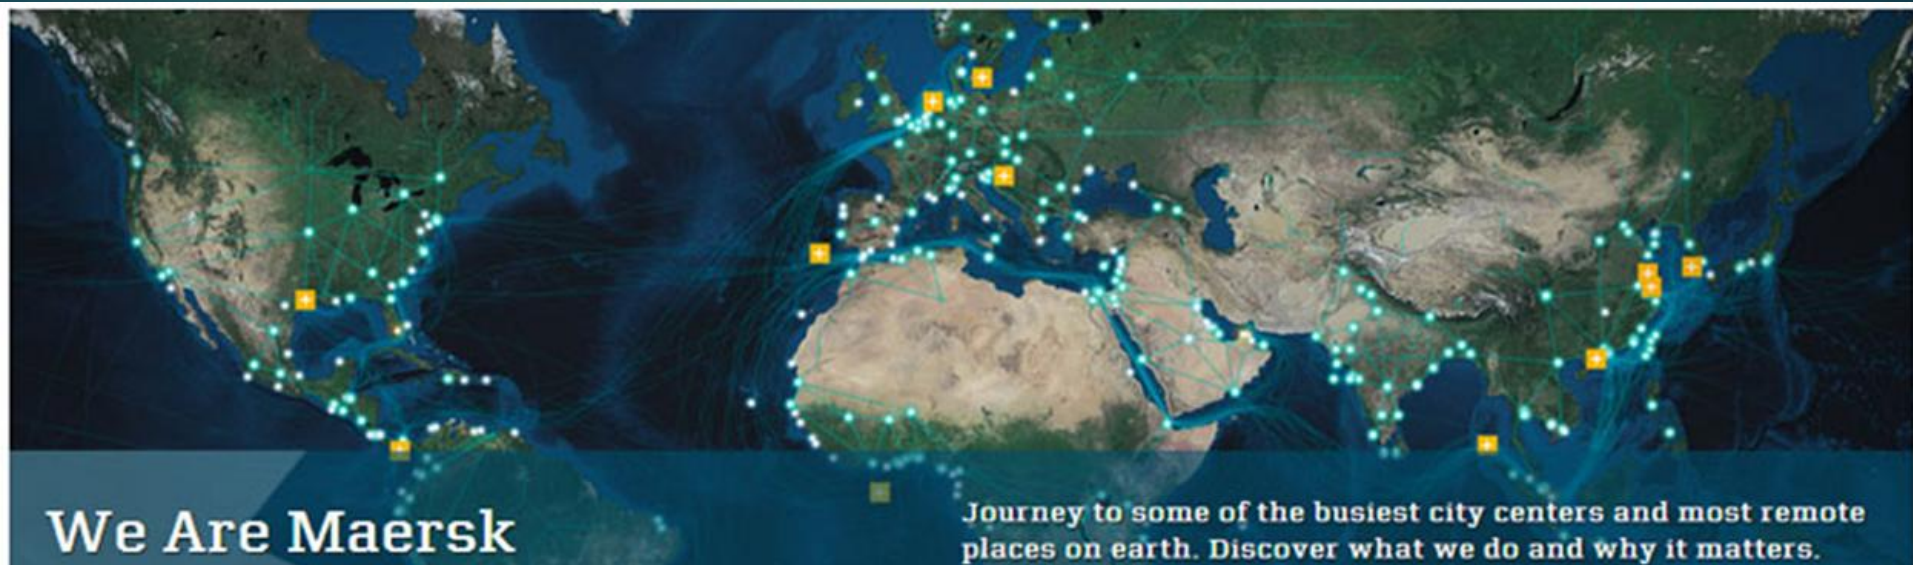 We Are Maersk
Journey to some of the busiest city centers and most remote
places on earth. Discover what we do and why it matters.